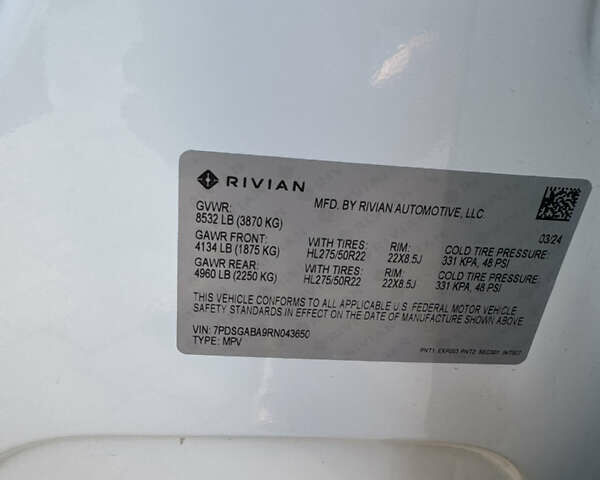 RIVIAN
MFD. BY RIVIAN AUTOMOTIVE, LLC.
GVWR:
8532 LB (3870 KG)
03/24
GAWR FRONT: WITH TIRES: RIM: COLD TIRE PRESSURE:
4134 LB (1875 KG) HL275/50R22 22X8.5J 331 KPA, 48 PSI
GAWR REAR: WITH TIRES: RIM: COLD TIRE PRESSURE:
4960 LB (2250 KG) HL275/50R22 22X8.5J 331 KPA, 48 PSI
THIS VEHICLE CONFORMS TO ALL APPLICABLE U.S. FEDERAL MOTOR VEHICLE
SAFETY STANDARDS IN EFFECT ON THE DATE OF MANUFACTURE SHOWN ABOVE.
VIN: 7PDSGABA9RN043650
TYPE: MPV
PNT1 PNT2